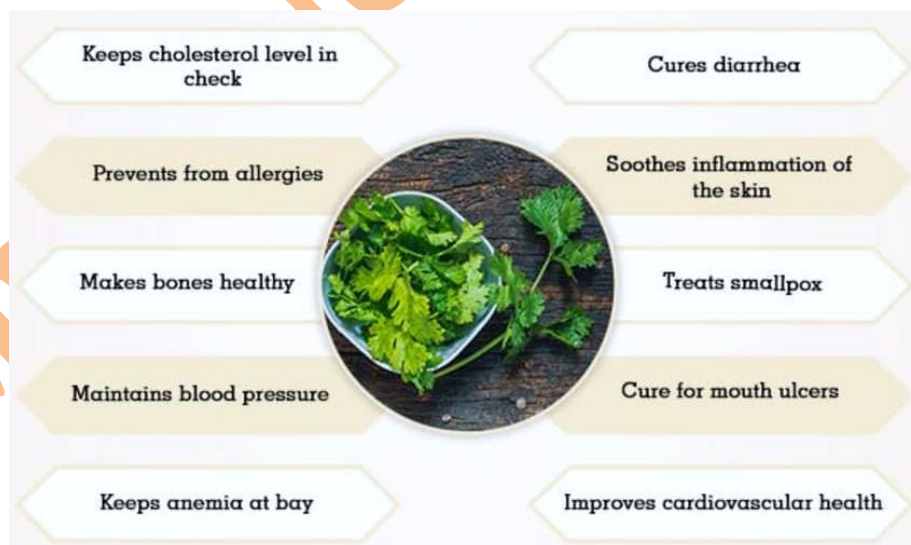 Keeps cholesterol level in
check
Cures diarrhea
Prevents from allergies
Soothes inflammation of
the skin
Makes bones healthy
Treats smallpox
Maintains blood pressure
Cure for mouth ulcers
Keeps anemia at bay
Improves cardiovascular health